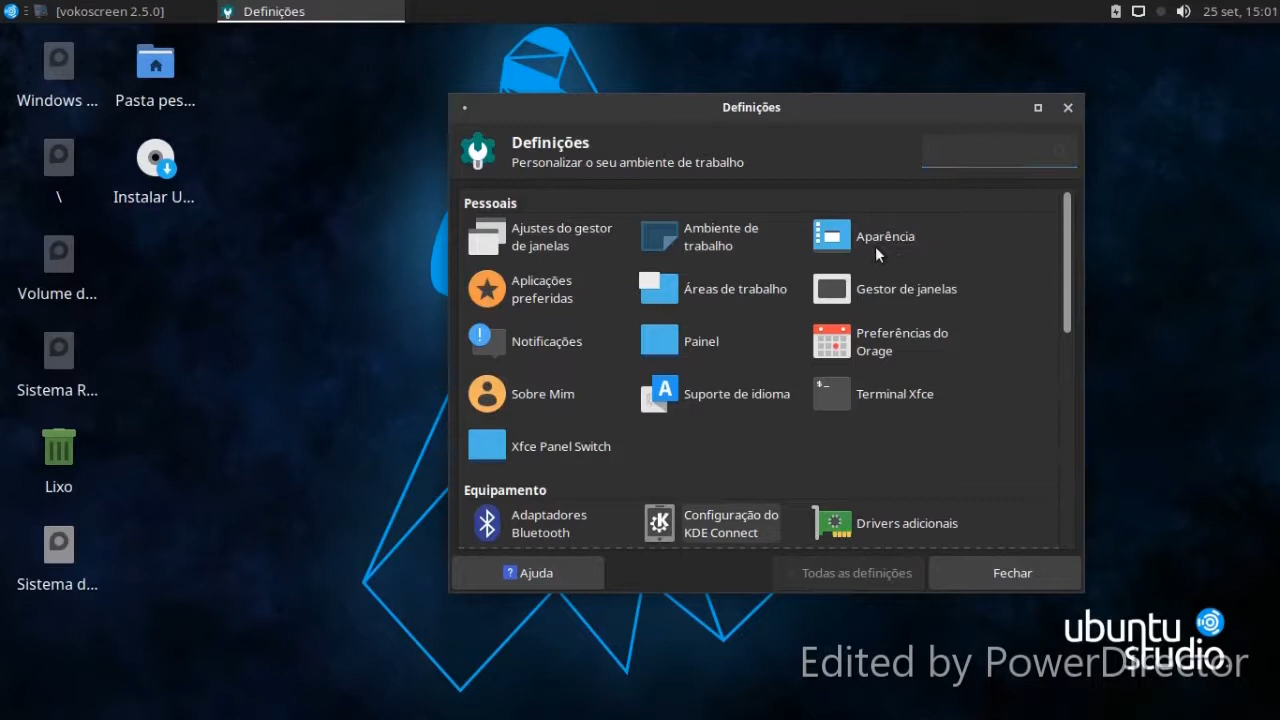 [vokoscreen 2.5.0]
Definições
25 set, 15:01
Windows ...
Pasta pes...
\
Instalar U...
Volume d...
Sistema R...
Lixo
Sistema d...
Definições
Definições
Personalizar o seu ambiente de trabalho
Pessoais
Ajustes do gestor
de janelas
Ambiente de
trabalho
Aparência
Aplicações
preferidas
Áreas de trabalho
Gestor de janelas
Notificações
Painel
Preferências do
Orage
Sobre Mim
Suporte de idioma
Terminal Xfce
Xfce Panel Switch
Equipamento
Adaptadores
Bluetooth
Configuração do
KDE Connect
Drivers adicionais
Ajuda
Todas as definições
Fechar
ubuntu
studio
Edited by PowerDirector